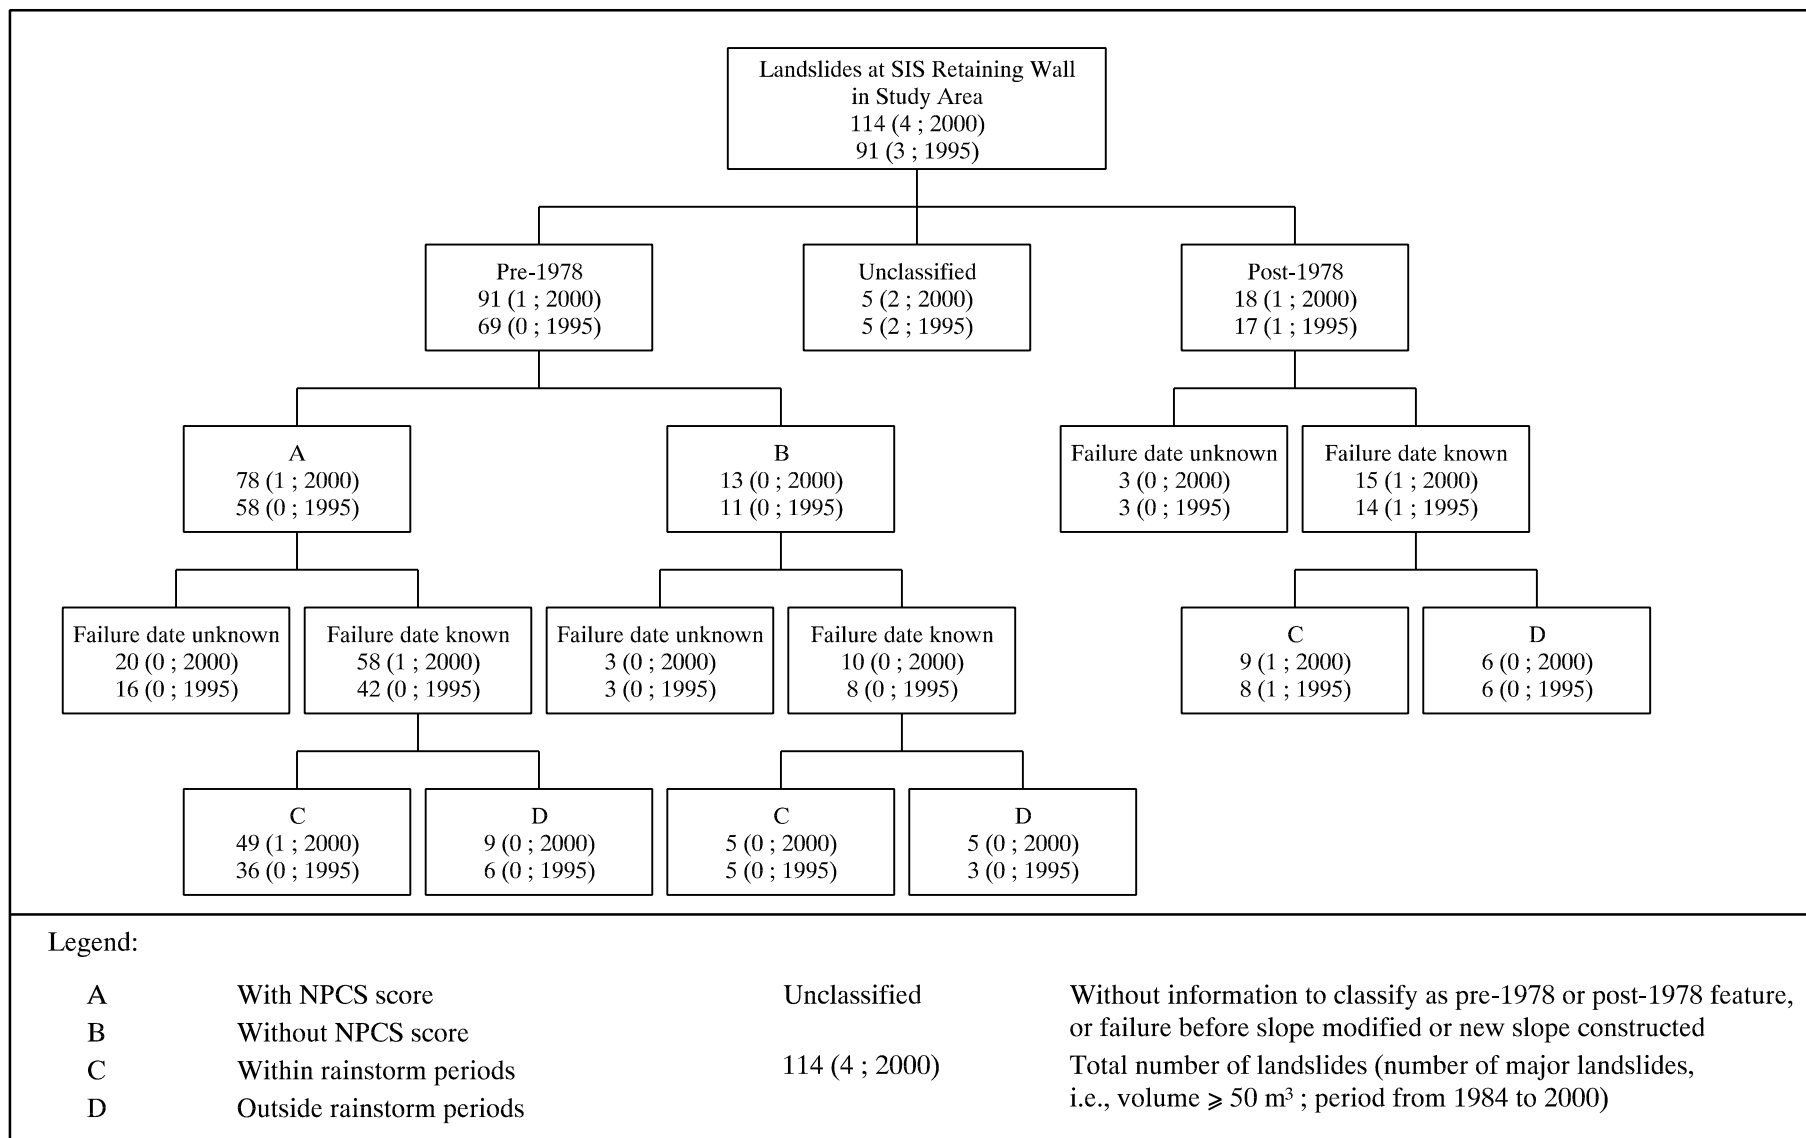 Landslides at SIS Retaining Wall
in Study Area
114 (4 ; 2000)
91 (3 ; 1995)
Pre-1978
91 (1 ; 2000)
69 (0 ; 1995)
Unclassified
5 (2 ; 2000)
5 (2 ; 1995)
Post-1978
18 (1 ; 2000)
17 (1 ; 1995)
A
78 (1 ; 2000)
58 (0 ; 1995)
B
13 (0 ; 2000)
11 (0 ; 1995)
Failure date unknown
3 (0 ; 2000)
3 (0 ; 1995)
Failure date known
15 (1 ; 2000)
14 (1 ; 1995)
Failure date unknown
20 (0 ; 2000)
16 (0 ; 1995)
Failure date known
58 (1 ; 2000)
42 (0 ; 1995)
Failure date unknown
3 (0 ; 2000)
3 (0 ; 1995)
Failure date known
10 (0 ; 2000)
8 (0 ; 1995)
C
9 (1 ; 2000)
8 (1 ; 1995)
D
6 (0 ; 2000)
6 (0 ; 1995)
C
49 (1 ; 2000)
36 (0 ; 1995)
D
9 (0 ; 2000)
6 (0 ; 1995)
C
5 (0 ; 2000)
5 (0 ; 1995)
D
5 (0 ; 2000)
3 (0 ; 1995)
Legend:
A With NPCS score
B Without NPCS score
C Within rainstorm periods
D Outside rainstorm periods
Unclassified Without information to classify as pre-1978 or post-1978 feature,
or failure before slope modified or new slope constructed
114 (4 ; 2000) Total number of landslides (number of major landslides,
i.e., volume ⩾ 50 m³ ; period from 1984 to 2000)